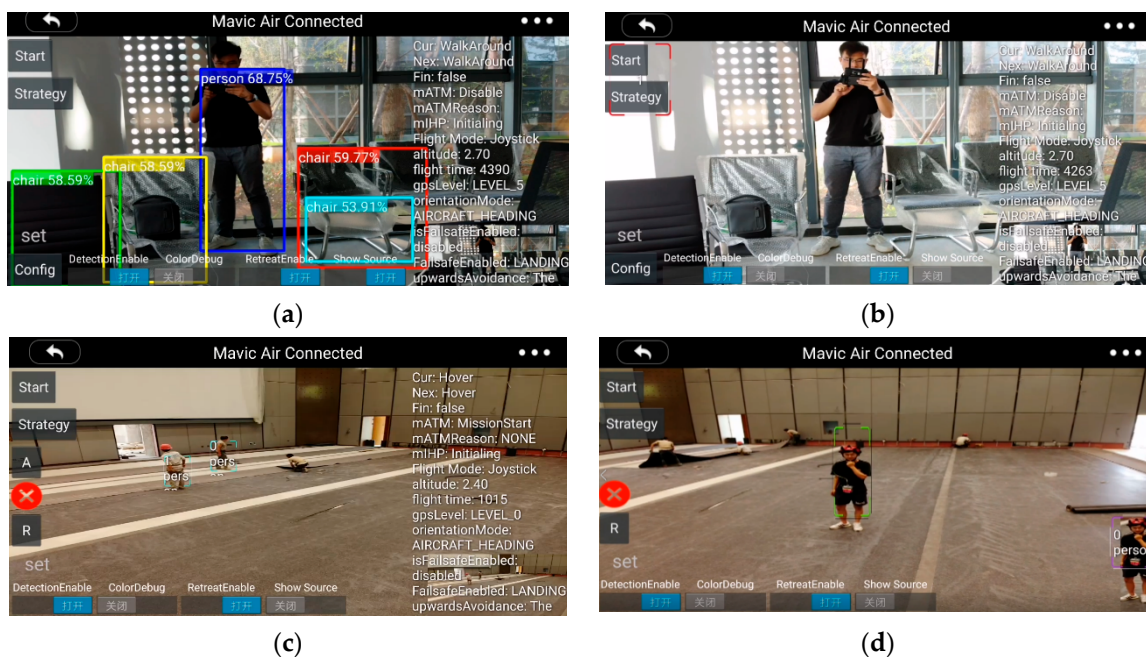 Mavic Air Connected
Start
Strategy
person 68.75%
chair 58.59%
chair 58.59%
chair 59.77%
chair 53.91%
Cur: WalkAround
Nex: WalkAround
Fin: false
mATM: Disable
mATMReason:
mIHP: Initialing
Flight Mode: Joystick
altitude: 2.70
flight time: 4390
gpsLevel: LEVEL_5
orientationMode:
AIRCRAFT_HEADING
isFailsafeEnabled:
disabled
FailsafeEnabled: LANDING
upwardsAvoidance: The
set
Config
DetectionEnable ColorDebug RetreatEnable Show Source
打开 关闭 打开 打开
(a)
Mavic Air Connected
Start
Strategy
Cur: WalkAround
Nex: WalkAround
Fin: false
mATM: Disable
mATMReason:
mIHP: Initialing
Flight Mode: Joystick
altitude: 2.70
flight time: 4263
gpsLevel: LEVEL_5
orientationMode:
AIRCRAFT_HEADING
isFailsafeEnabled:
disabled
FailsafeEnabled: LANDING
upwardsAvoidance: The
set
Config
DetectionEnable ColorDebug RetreatEnable Show Source
打开 关闭 打开 关闭
(b)
Mavic Air Connected
Start
Strategy
A
R
0
pers
pers
Cur: Hover
Nex: Hover
Fin: false
mATM: MissionStart
mATMReason: NONE
mIHP: Initialing
Flight Mode: Joystick
altitude: 2.40
flight time: 1015
gpsLevel: LEVEL_0
orientationMode:
AIRCRAFT_HEADING
isFailsafeEnabled:
disabled
FailsafeEnabled: LANDING
upwardsAvoidance: The
set
DetectionEnable ColorDebug RetreatEnable Show Source
打开 关闭 打开 关闭
(c)
Mavic Air Connected
Start
Strategy
R
0
perso
set
DetectionEnable ColorDebug RetreatEnable Show Source
打开 关闭 打开 关闭
(d)